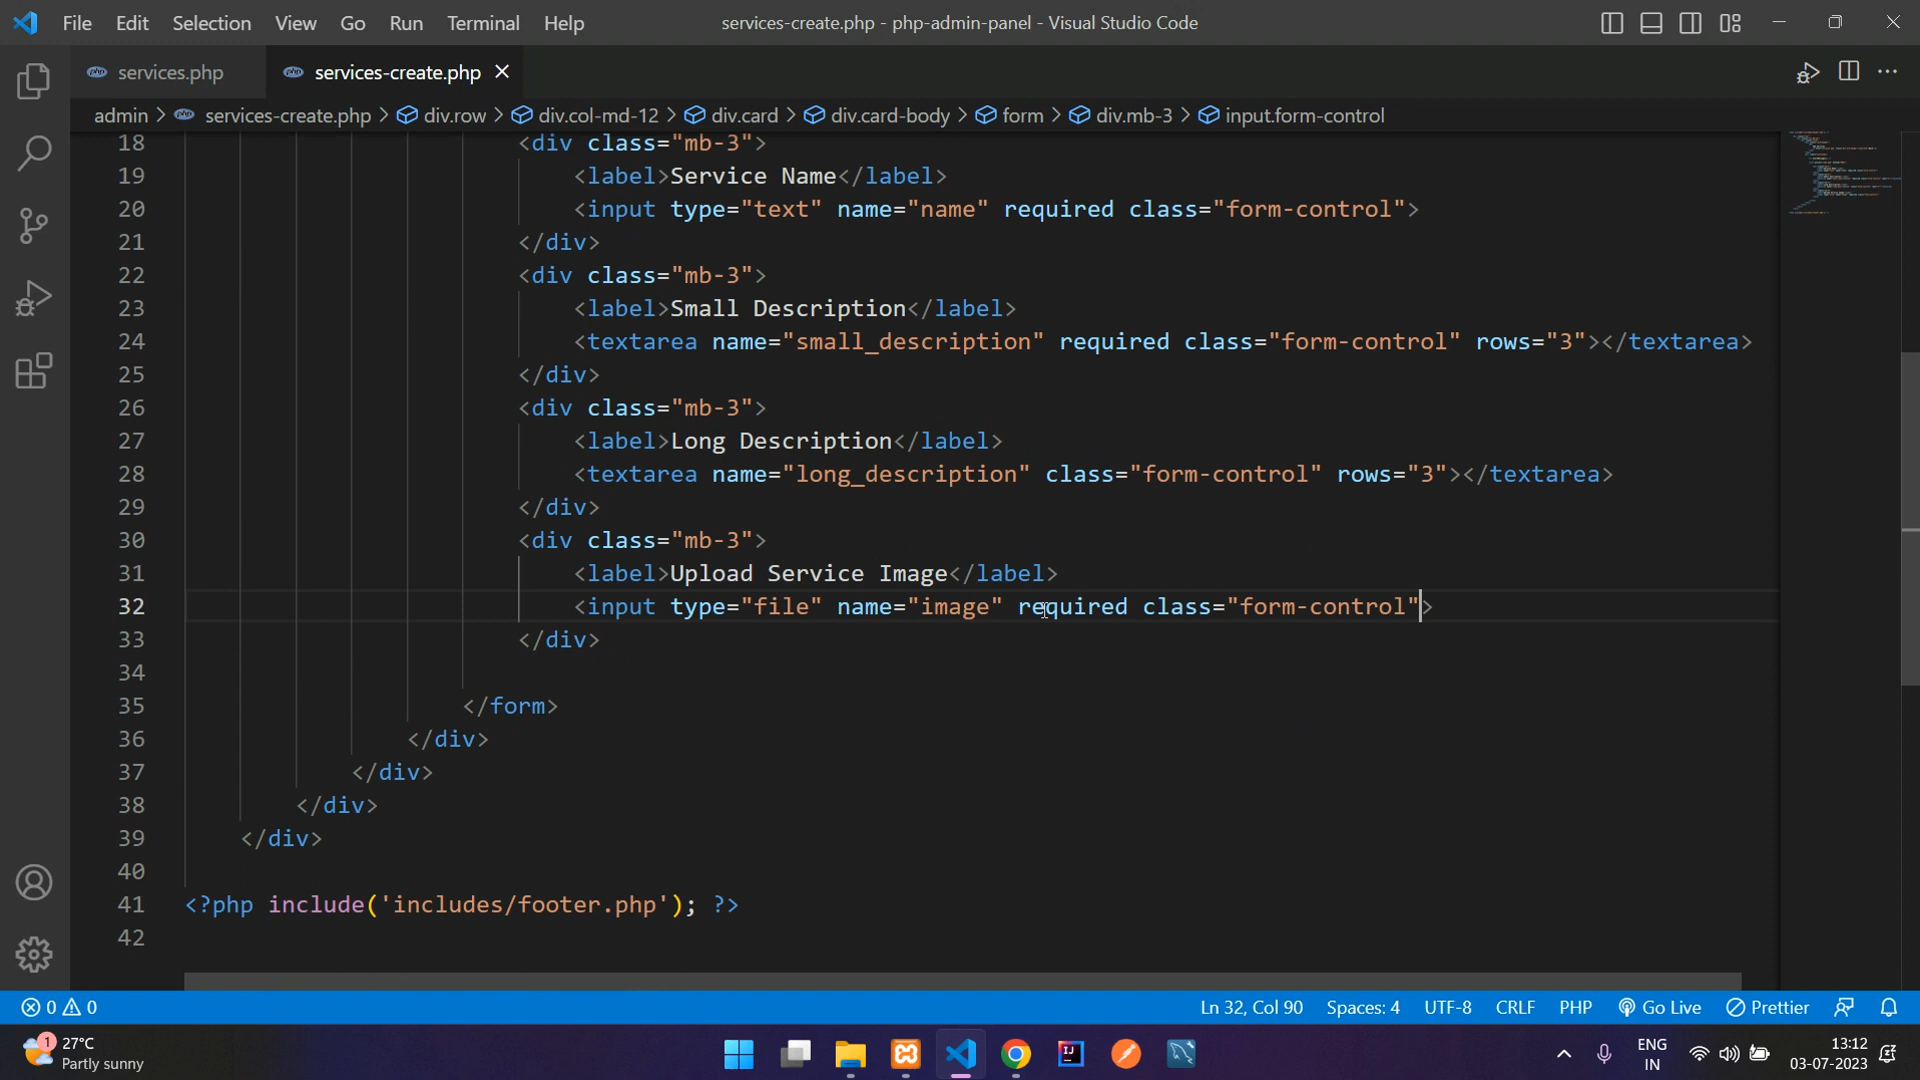 File Edit Selection View Go Run Terminal Help services-create.php - php-admin-panel - Visual Studio Code
services.php services-create.php
admin > services-create.php > div.row > div.col-md-12 > div.card > div.card-body > form > div.mb-3 > input.form-control
18 <div class="mb-3">
19 <label>Service Name</label>
20 <input type="text" name="name" required class="form-control">
21 </div>
22 <div class="mb-3">
23 <label>Small Description</label>
24 <textarea name="small_description" required class="form-control" rows="3"></textarea>
25 </div>
26 <div class="mb-3">
27 <label>Long Description</label>
28 <textarea name="long_description" class="form-control" rows="3"></textarea>
29 </div>
30 <div class="mb-3">
31 <label>Upload Service Image</label>
32 <input type="file" name="image" required class="form-control">
33 </div>
34
35 </form>
36 </div>
37 </div>
38 </div>
39 </div>
40
41 <?php include('includes/footer.php'); ?>
42
0 0 Ln 32, Col 90 Spaces: 4 UTF-8 CRLF PHP Go Live Prettier
1 27°C
Partly sunny
ENG
IN
13:12
03-07-2023